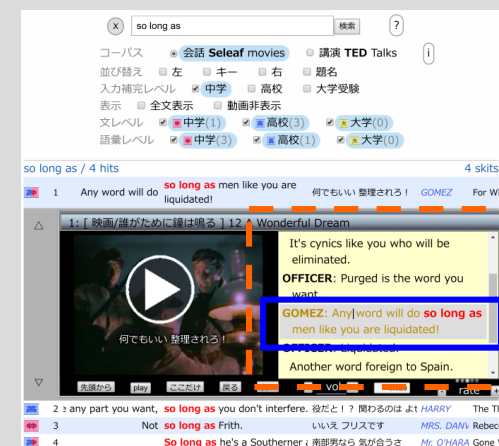 x so long as 検索 ?
コーパス 会話 Seleaf movies 講演 TED Talks i
並び替え 左 キー 右 題名
入力補完レベル 中学 高校 大学受験
表示 全文表示 動画非表示
文レベル 中学(1) 高校(3) 大学(0)
語彙レベル 中学(3) 高校(1) 大学(0)
so long as / 4 hits 4 skits
1 Any word will do so long as men like you are liquidated! 何でもいい 整理されろ! GOMEZ For W
1: [ 映画/誰がために鐘は鳴る ] 12 A Wonderful Dream
It's cynics like you who will be
eliminated.
OFFICER: Purged is the word you
want.
GOMEZ: Any word will do so long as
men like you are liquidated!
OFFICER: Liquidated.
Another word foreign to Spain.
何でもいい 整理されろ!
先頭から play ここだけ 戻る vol rate +
2 any part you want, so long as you don't interfere. 役だと!? 関わるのは HARRY The
3 Not so long as Frith. いいえ フリスです MRS. DANV Rebec
4 So long as he's a Southerner 南部男なら 気が合うさ Mr. O'HARA Gone